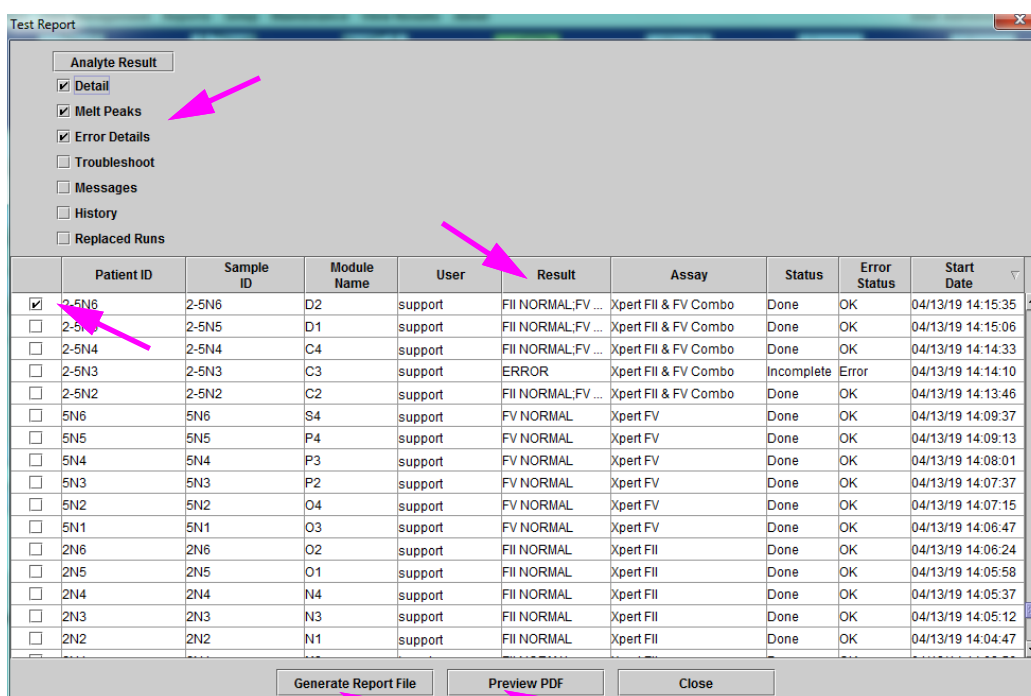 Test Report
Analyte Result
Detail
Melt Peaks
Error Details
Troubleshoot
Messages
History
Replaced Runs
Patient ID Sample ID Module Name User Result Assay Status Error Status Start Date
2-5N6 2-5N6 D2 support FII NORMAL;FV ... Xpert FII & FV Combo Done OK 04/13/19 14:15:35
2-5N5 D1 support FII NORMAL;FV ... Xpert FII & FV Combo Done OK 04/13/19 14:15:06
2-5N4 2-5N4 C4 support FII NORMAL;FV ... Xpert FII & FV Combo Done OK 04/13/19 14:14:33
2-5N3 2-5N3 C3 support ERROR Xpert FII & FV Combo Incomplete Error 04/13/19 14:14:10
2-5N2 2-5N2 C2 support FII NORMAL;FV ... Xpert FII & FV Combo Done OK 04/13/19 14:13:46
5N6 5N6 S4 support FV NORMAL Xpert FV Done OK 04/13/19 14:09:37
5N5 5N5 P4 support FV NORMAL Xpert FV Done OK 04/13/19 14:09:13
5N4 5N4 P3 support FV NORMAL Xpert FV Done OK 04/13/19 14:08:01
5N3 5N3 P2 support FV NORMAL Xpert FV Done OK 04/13/19 14:07:37
5N2 5N2 O4 support FV NORMAL Xpert FV Done OK 04/13/19 14:07:15
5N1 5N1 O3 support FV NORMAL Xpert FV Done OK 04/13/19 14:06:47
2N6 2N6 O2 support FII NORMAL Xpert FII Done OK 04/13/19 14:06:24
2N5 2N5 O1 support FII NORMAL Xpert FII Done OK 04/13/19 14:05:58
2N4 2N4 N4 support FII NORMAL Xpert FII Done OK 04/13/19 14:05:37
2N3 2N3 N3 support FII NORMAL Xpert FII Done OK 04/13/19 14:05:12
2N2 2N2 N1 support FII NORMAL Xpert FII Done OK 04/13/19 14:04:47
Generate Report File Preview PDF Close